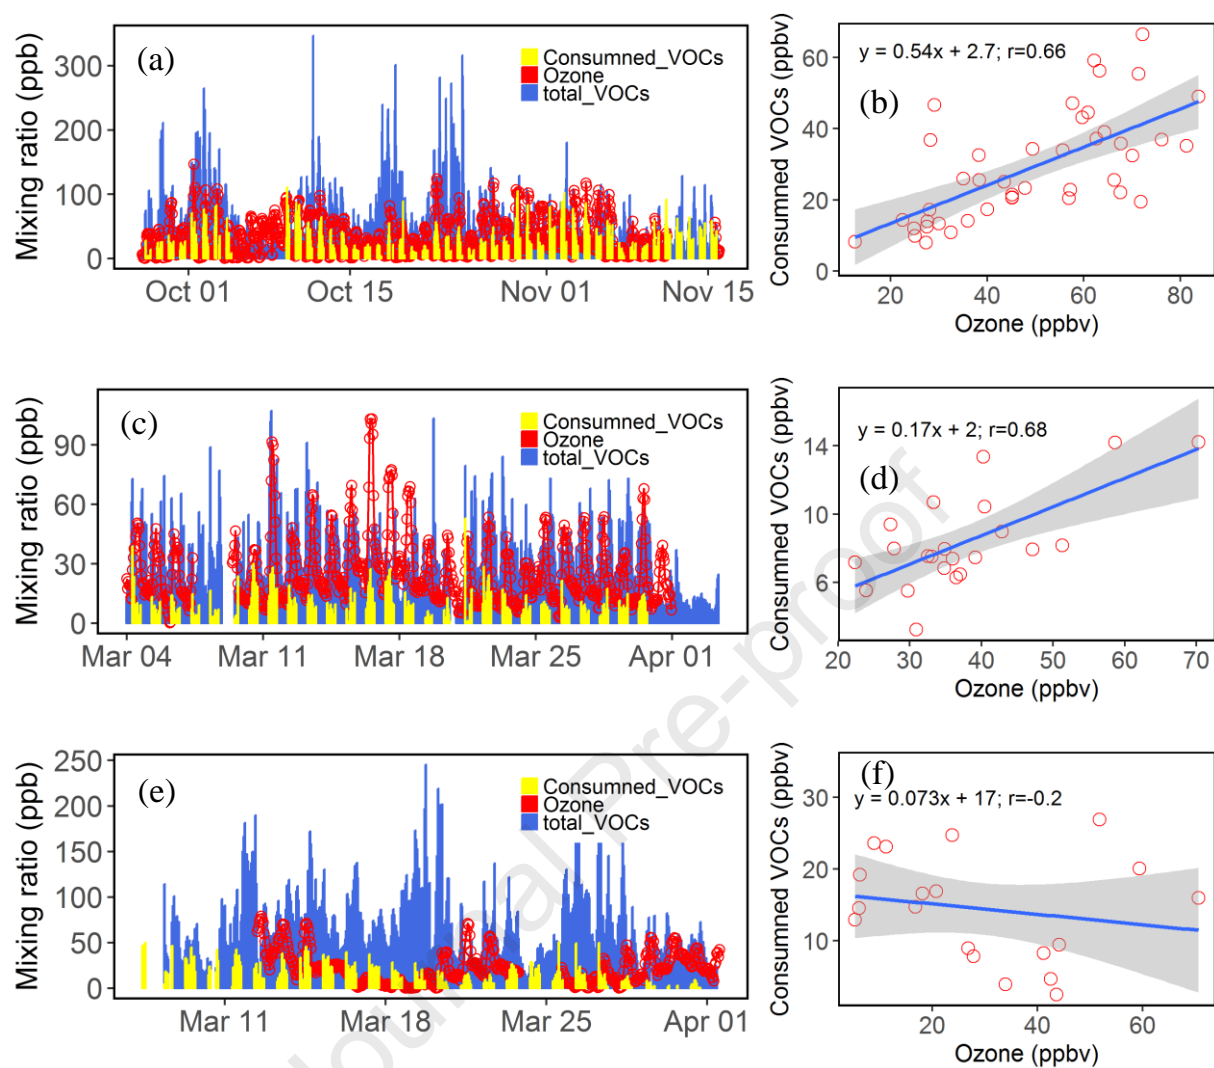 (a)
Mixing ratio (ppb)
300
200
100
0
Consumned_VOCs
Ozone
total_VOCs
Oct 01
Oct 15
Nov 01
Nov 15
(b)
y = 0.54x + 2.7; r=0.66
Consumned VOCs (ppbv)
60
40
20
0
20
40
60
80
Ozone (ppbv)
(c)
Mixing ratio (ppb)
90
60
30
0
Consumned_VOCs
Ozone
total_VOCs
Mar 04
Mar 11
Mar 18
Mar 25
Apr 01
(d)
y = 0.17x + 2; r=0.68
Consumned VOCs (ppbv)
14
10
6
20
30
40
50
60
70
Ozone (ppbv)
(e)
Mixing ratio (ppb)
250
200
150
100
50
0
Consumned_VOCs
Ozone
total_VOCs
Mar 11
Mar 18
Mar 25
Apr 01
(f)
y = 0.073x + 17; r=-0.2
Consumned VOCs (ppbv)
30
20
10
20
40
60
Ozone (ppbv)
Journal Pre-proof